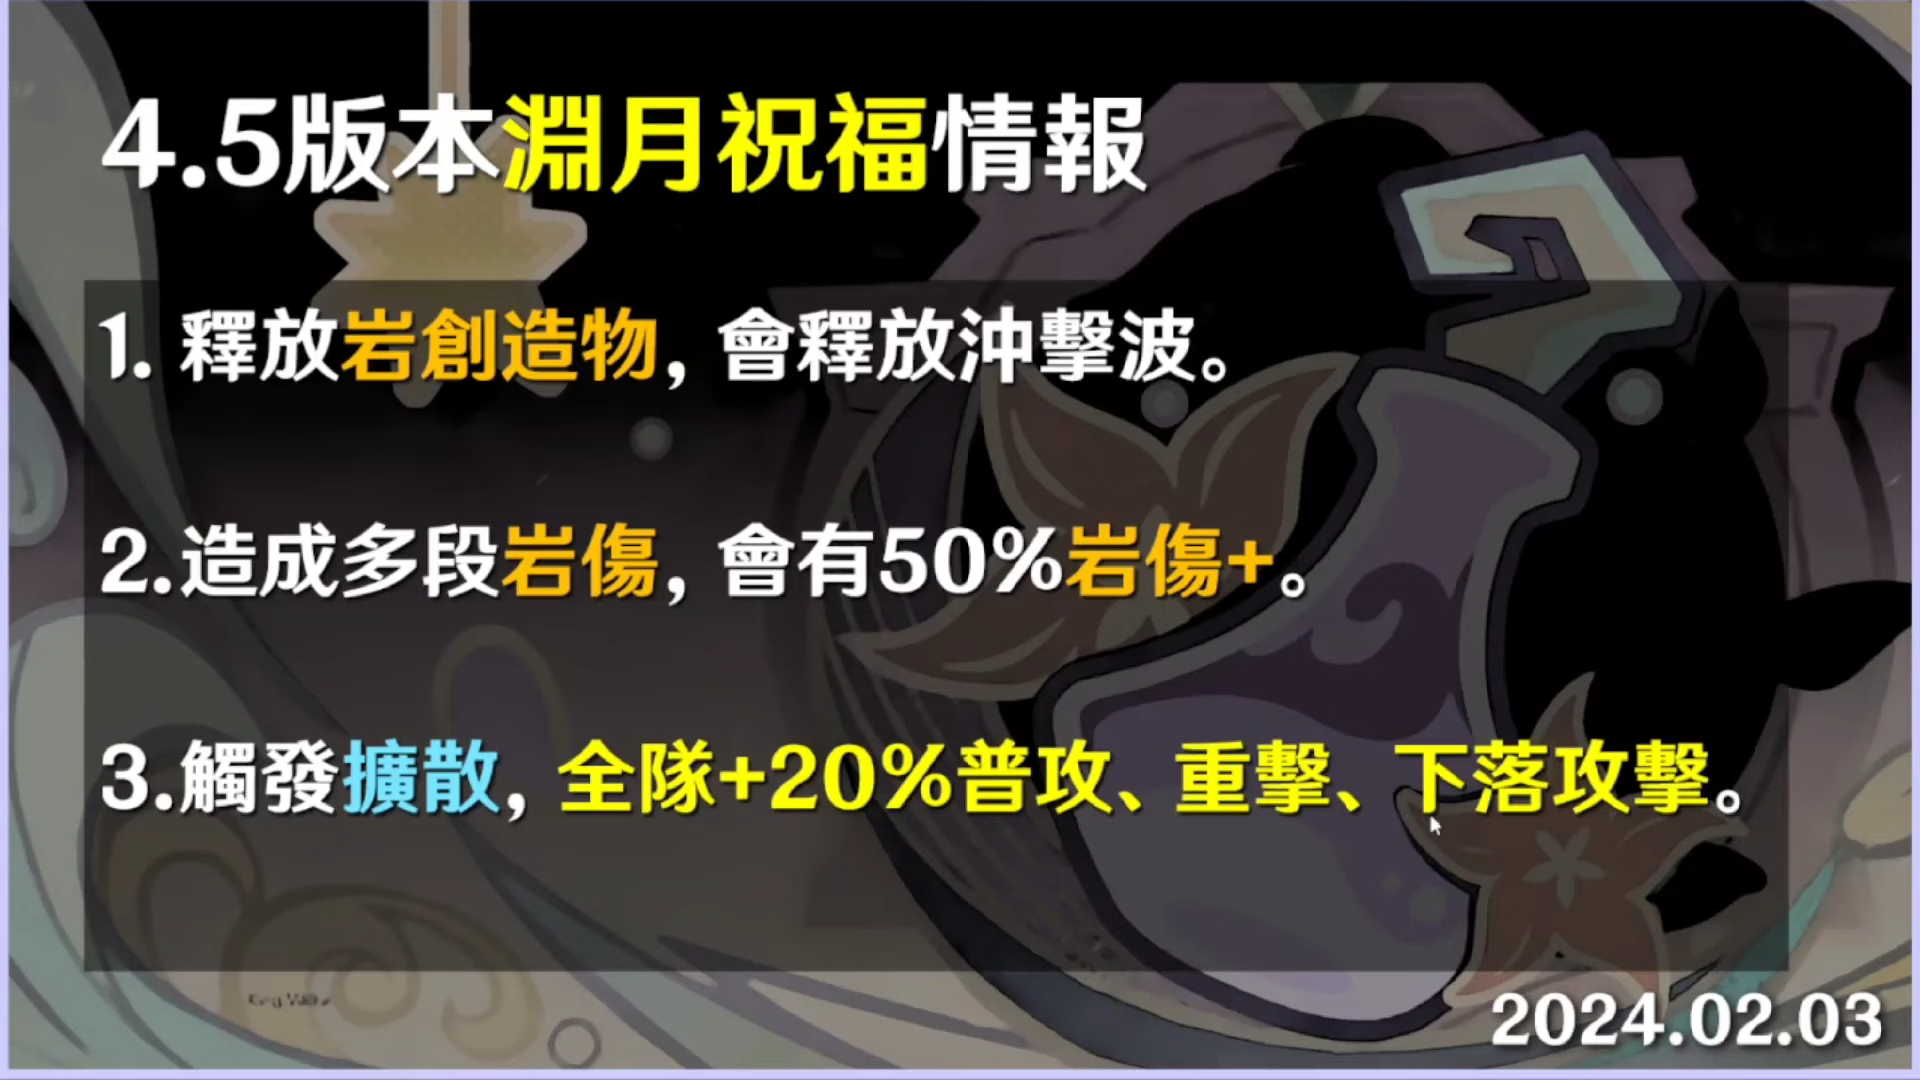 4.5版本淵月祝福情報
1. 釋放岩創造物，會釋放沖擊波。
2.造成多段岩傷，會有50%岩傷+。
3.觸發擴散，全隊+20%普攻、重擊、下落攻擊。
2024.02.03